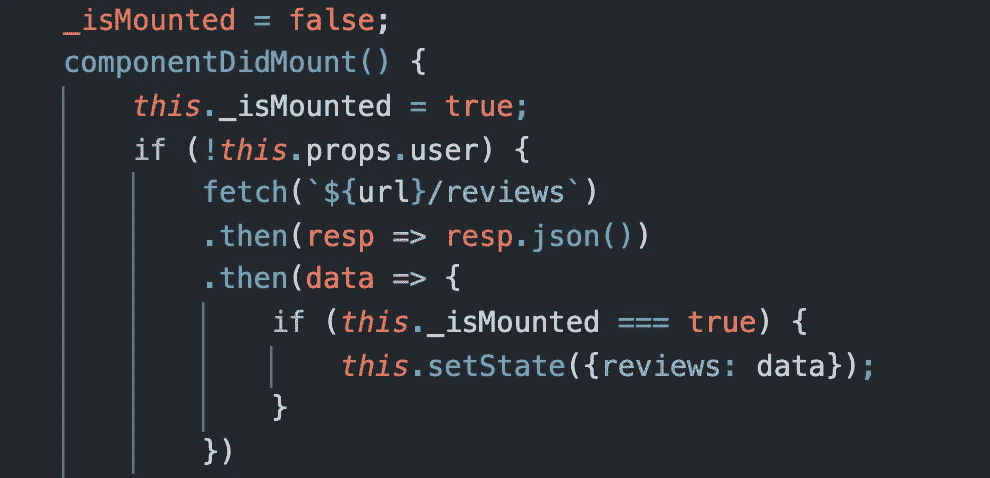 _isMounted = false;
componentDidMount() {
this._isMounted = true;
if (!this.props.user) {
fetch(`${url}/reviews`)
.then(resp => resp.json())
.then(data => {
if (this._isMounted === true) {
this.setState({reviews: data});
}
})